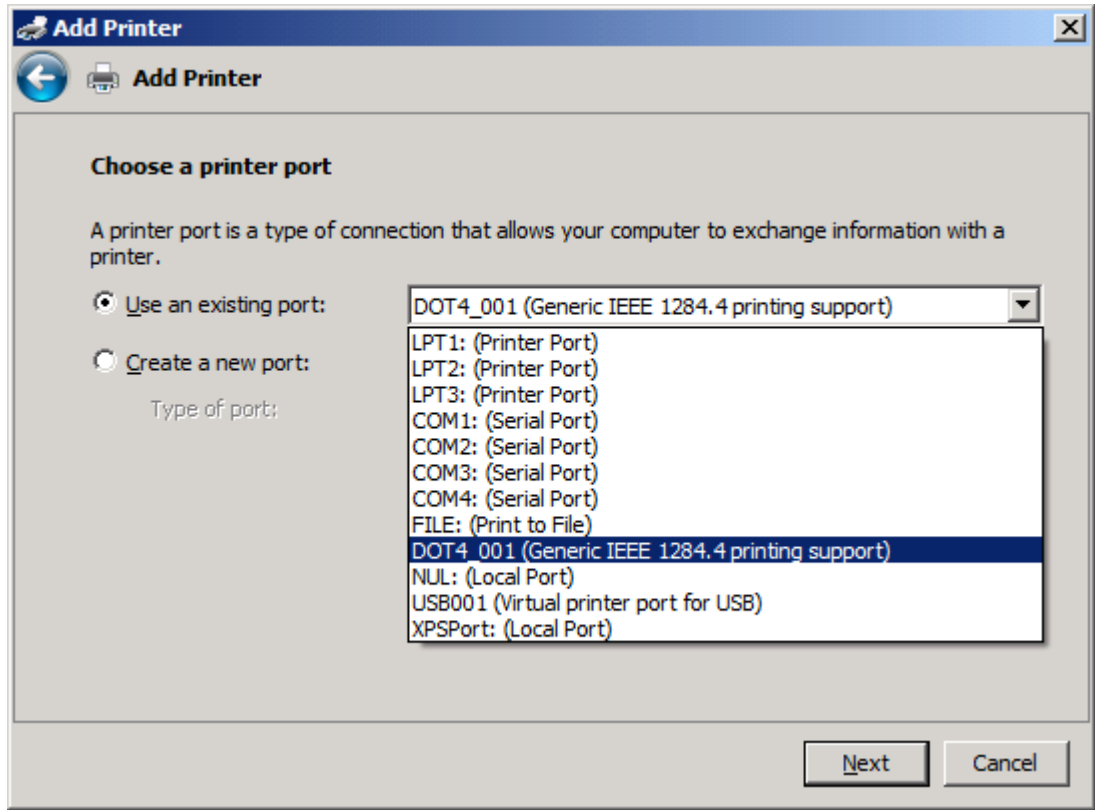 Add Printer
Add Printer
Choose a printer port
A printer port is a type of connection that allows your computer to exchange information with a
printer.
Use an existing port:
DOT4_001 (Generic IEEE 1284.4 printing support)
LPT1: (Printer Port)
LPT2: (Printer Port)
Create a new port:
LPT3: (Printer Port)
Type of port:
COM1: (Serial Port)
COM2: (Serial Port)
COM3: (Serial Port)
COM4: (Serial Port)
FILE: (Print to File)
DOT4_001 (Generic IEEE 1284.4 printing support)
NUL: (Local Port)
USB001 (Virtual printer port for USB)
XPSPort: (Local Port)
Next
Cancel